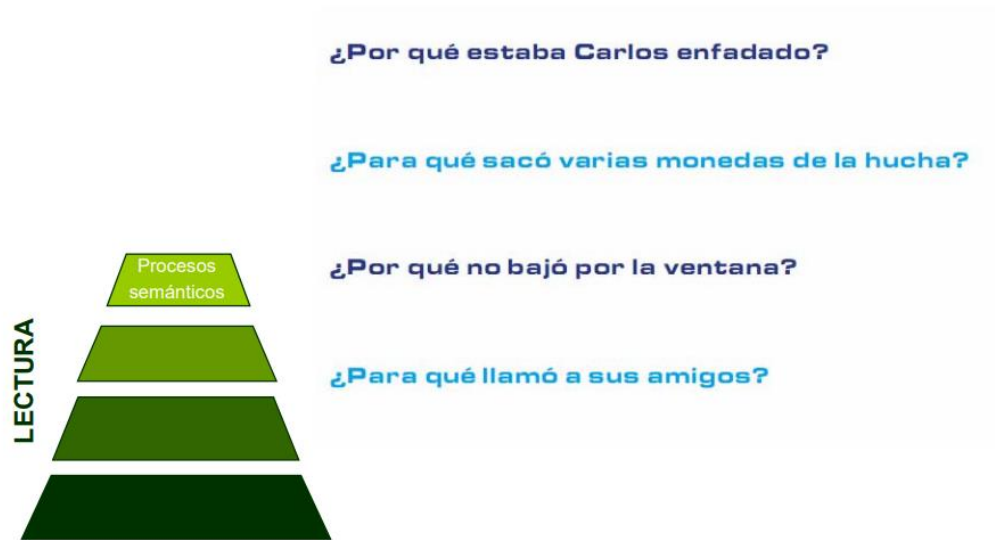 ¿Por qué estaba Carlos enfadado?
¿Para qué sacó varias monedas de la hucha?
¿Por qué no bajó por la ventana?
¿Para qué llamó a sus amigos?
Procesos
semánticos
LECTURA